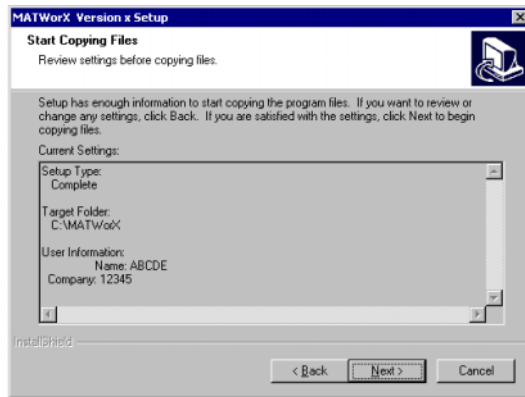 MATWorX Version x Setup
Start Copying Files
Review settings before copying files.
Setup has enough information to start copying the program files. If you want to review or
change any settings, click Back. If you are satisfied with the settings, click Next to begin
copying files.
Current Settings:
Setup Type:
Complete
Target Folder:
C:\MATWorX
User Information:
Name: ABCDE
Company: 12345
InstallShield
< Back Next > Cancel